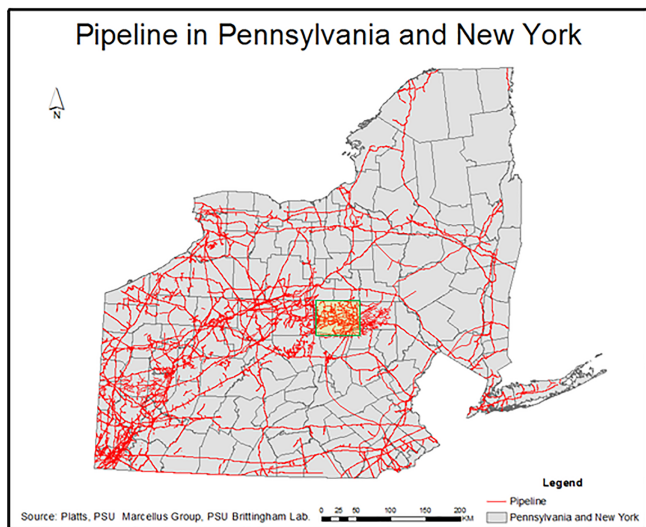 Pipeline in Pennsylvania and New York
N
Legend
Pipeline
Pennsylvania and New York
Source: Platts, PSU Marcellus Group, PSU Brittingham Lab.
0 25 50 100 150 200
KM